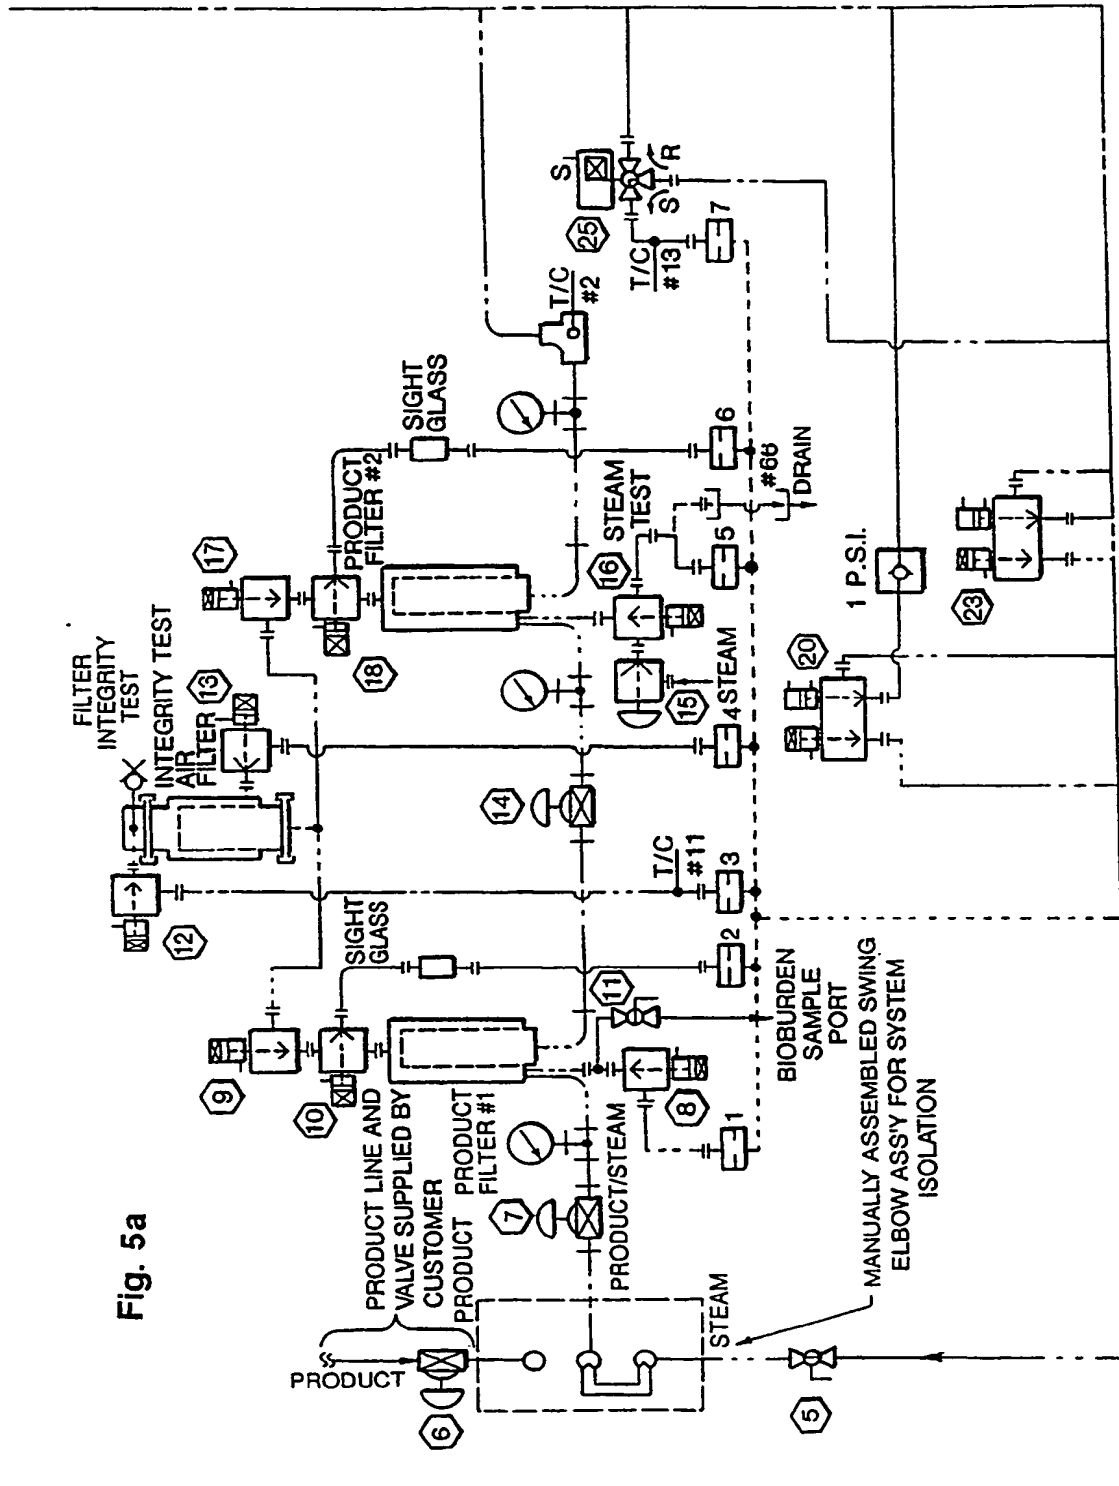 Fig. 5a
FILTER
INTEGRITY
TEST
INTEGRITY TEST
AIR
FILTER
12
13
17
9
10
18
SIGHT
GLASS
PRODUCT
FILTER #2
SIGHT
GLASS
PRODUCT LINE AND
VALVE SUPPLIED BY
CUSTOMER
PRODUCT
PRODUCT
FILTER #1
PRODUCT
6
7
14
T/C
#2
25
S
S
R
T/C
#13
7
PRODUCT/STEAM
8
11
16
STEAM
TEST
15
STEAM
T/C
#11
1
2
3
4
5
6
#66
DRAIN
BIOBURDEN
SAMPLE
PORT
STEAM
MANUALLY ASSEMBLED SWING
ELBOW ASS'Y FOR SYSTEM
ISOLATION
5
20
1 P.S.I.
23